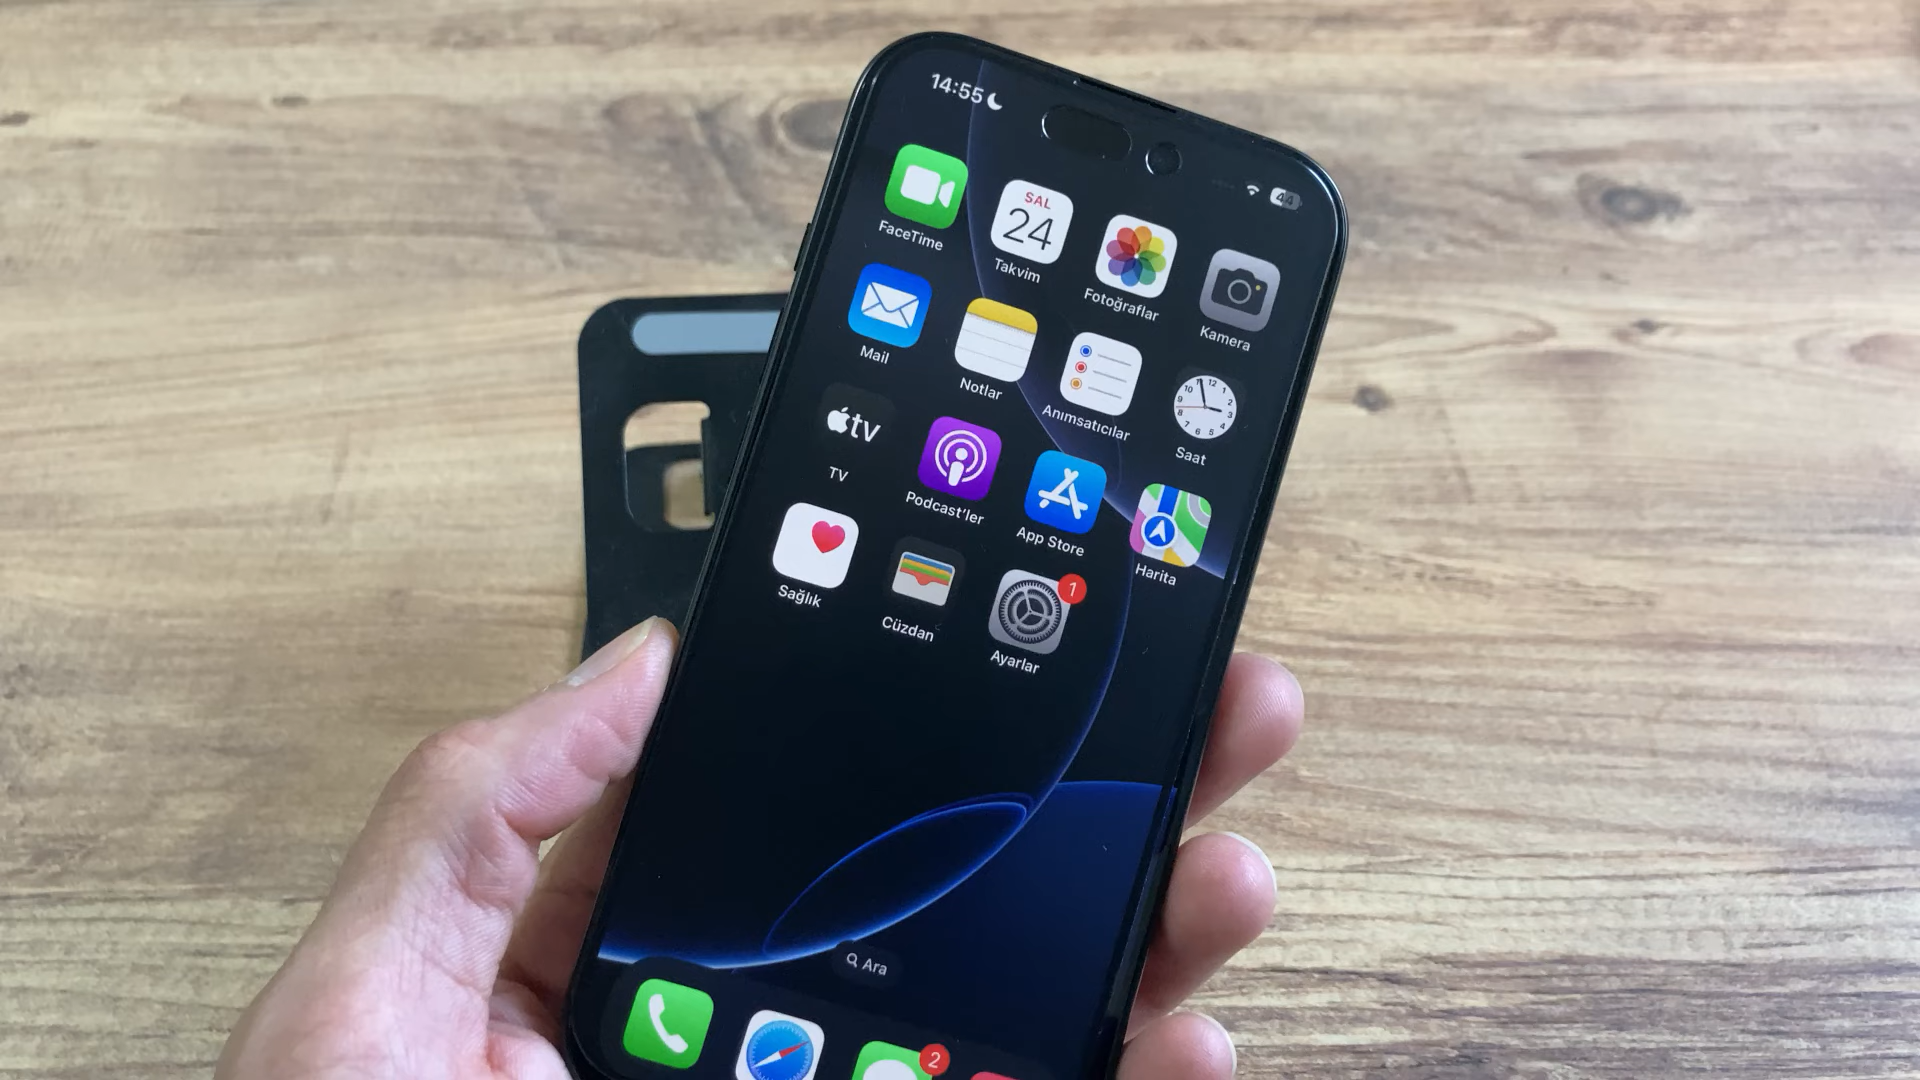 14:55
44
FaceTime
SAL
24
Takvim
Fotoğraflar
Kamera
Mail
Notlar
Anımsatıcılar
Saat
tv
TV
Podcast'ler
App Store
Harita
Sağlık
Cüzdan
1
Ayarlar
Ara
2